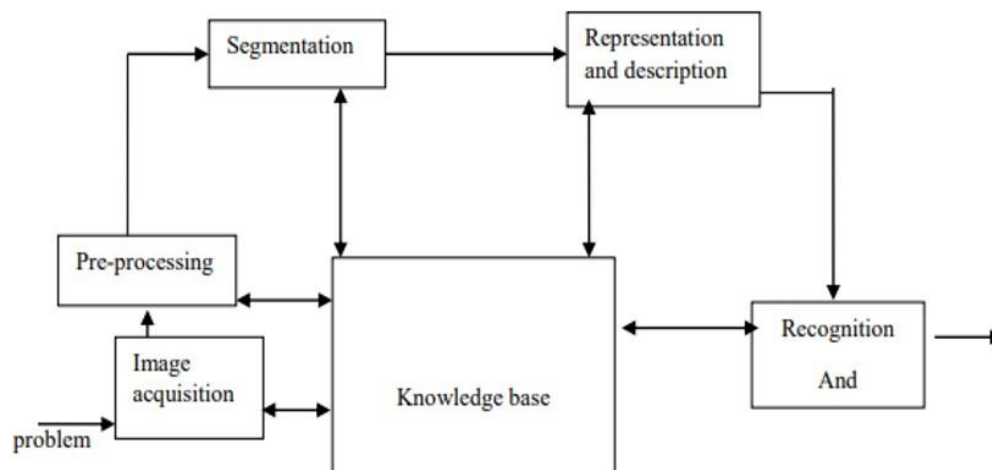 Segmentation
Representation
and description
Pre-processing
Image
acquisition
problem
Knowledge base
Recognition
And